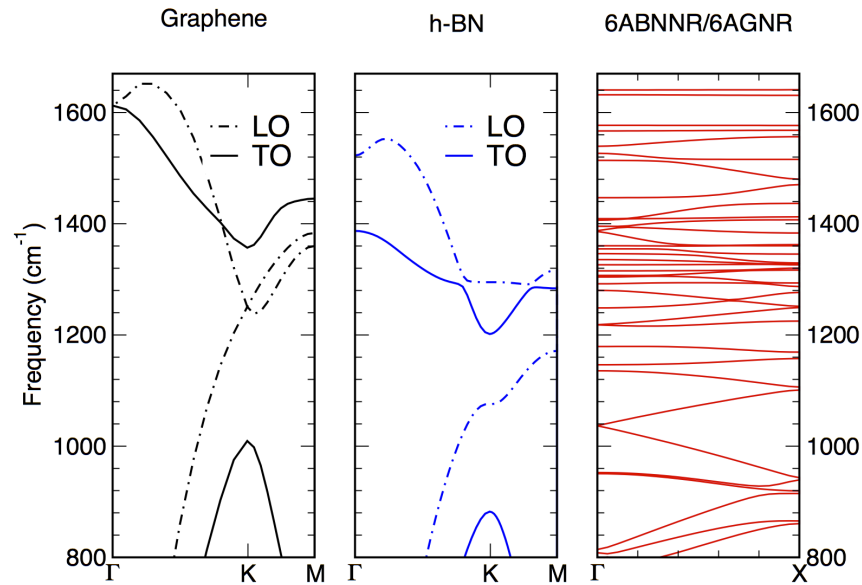 Graphene
h-BN
6ABNNR/6AGNR
Frequency (cm-1)
1600
1400
1200
1000
800
LO
TO
Γ
K
M
LO
TO
Γ
K
M
1600
1400
1200
1000
800
Γ
X